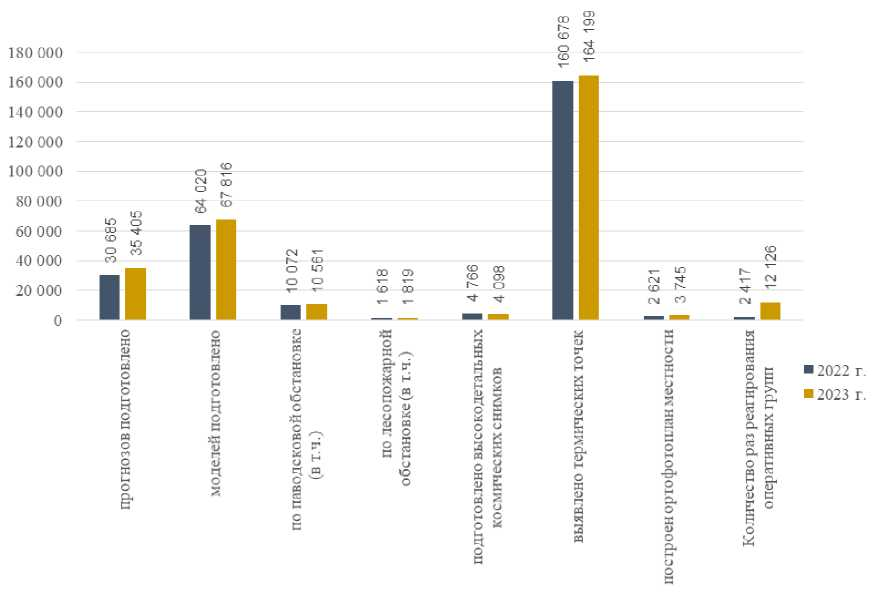 180 000
160 000
140 000
120 000
100 000
80 000
60 000
40 000
20 000
0
30 685
35 405
64 020
67 816
10 072
10 561
1 618
1 819
4 766
4 098
160 678
164 199
2 621
3 745
2 417
12 126
прогнозов подготовлено
моделей подготовлено
по паводковой обстановке
(в т.ч.)
по лесопожарной
обстановке (в т.ч.)
подготовлено высокодетальных
космических снимков
выявлено термических точек
построен ортофотоплан местности
Количество раз реагирования
оперативных групп
2022 г.
2023 г.